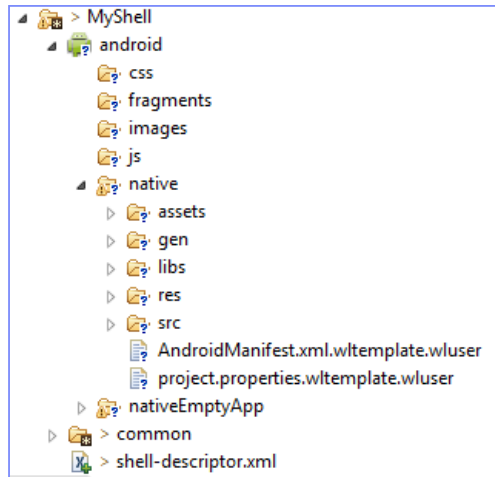 > MyShell
android
css
fragments
images
js
native
assets
gen
libs
res
src
AndroidManifest.xml.wltemplate.wluser
project.properties.wltemplate.wluser
nativeEmptyApp
> common
> shell-descriptor.xml